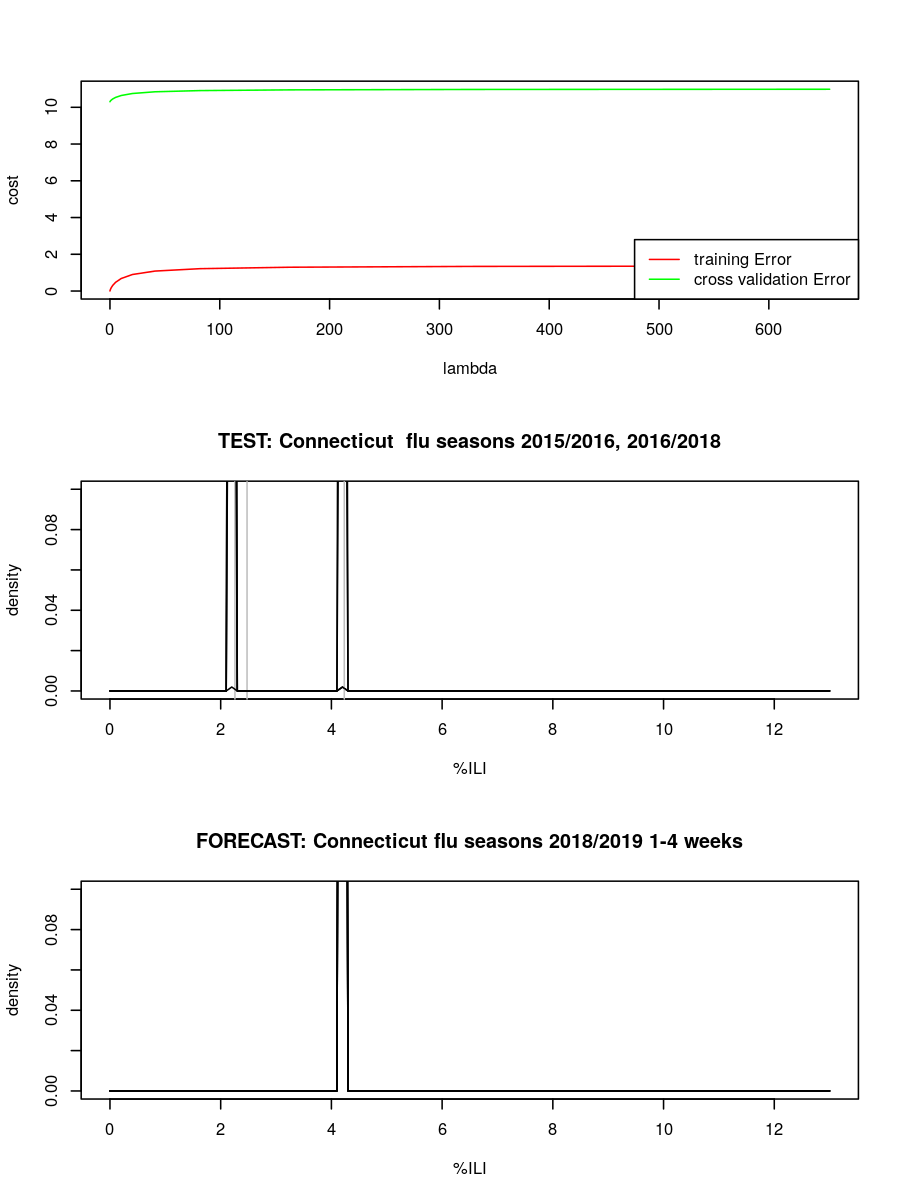 cost
10
8
6
4
2
0
training Error
cross validation Error
0 100 200 300 400 500 600
lambda
TEST: Connecticut  flu seasons 2015/2016, 2016/2018
density
0.08
0.04
0.00
0 2 4 6 8 10 12
%ILI
FORECAST: Connecticut flu seasons 2018/2019 1-4 weeks
density
0.08
0.04
0.00
0 2 4 6 8 10 12
%ILI